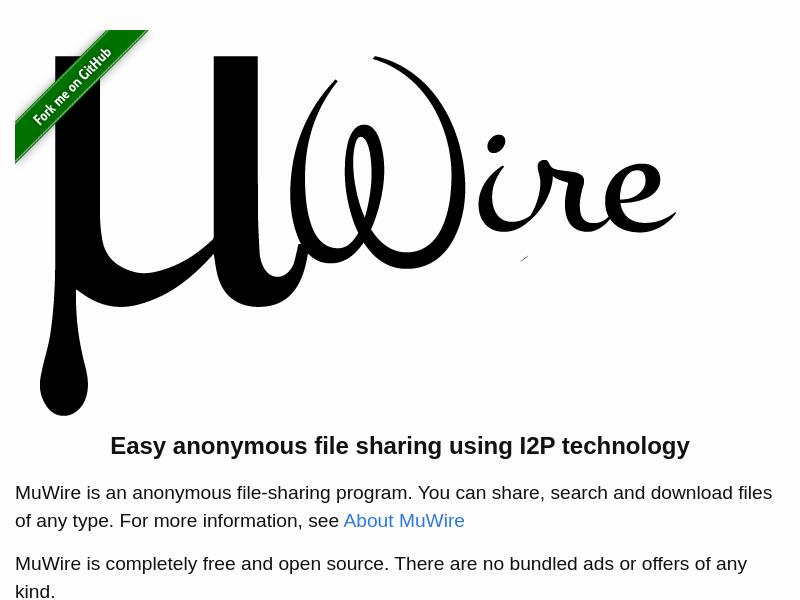 Fork me on GitHub
µWire
Easy anonymous file sharing using I2P technology
MuWire is an anonymous file-sharing program. You can share, search and download files
of any type. For more information, see About MuWire
MuWire is completely free and open source. There are no bundled ads or offers of any
kind.